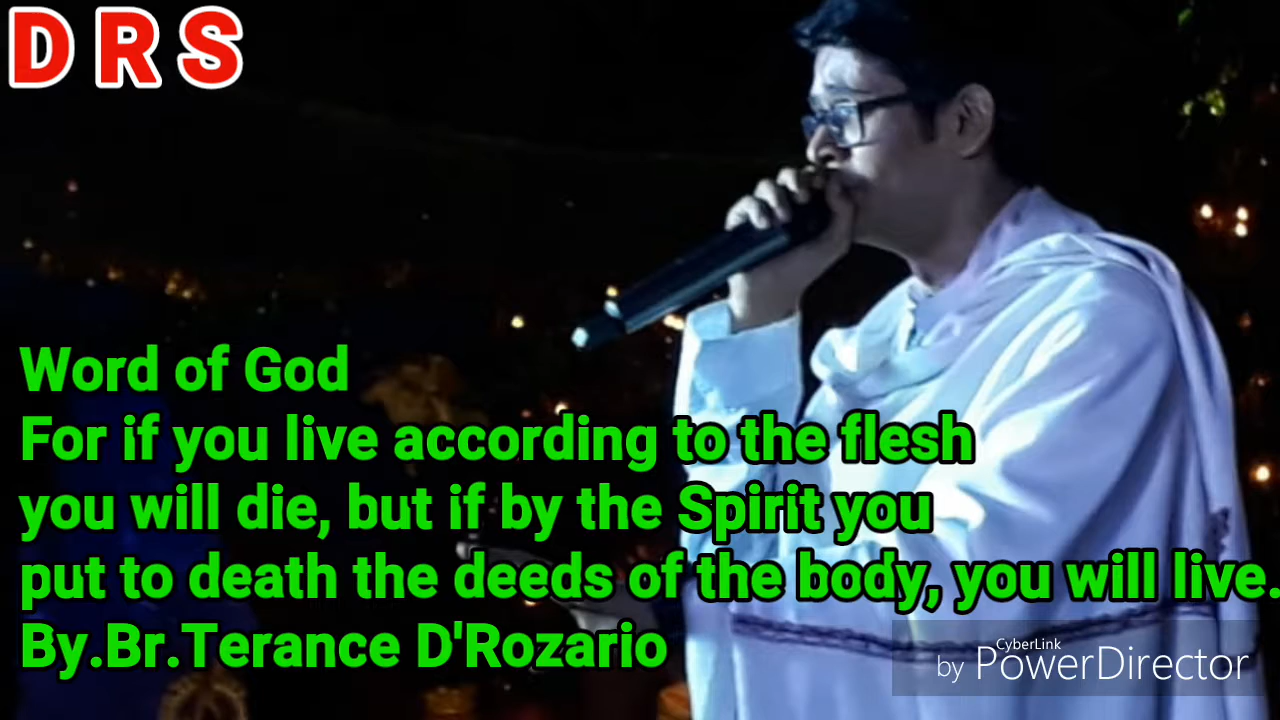 D R S
Word of God
For if you live according to the flesh
you will die, but if by the Spirit you
put to death the deeds of the body, you will live.
By.Br.Terance D'Rozario
CyberLink
by PowerDirector